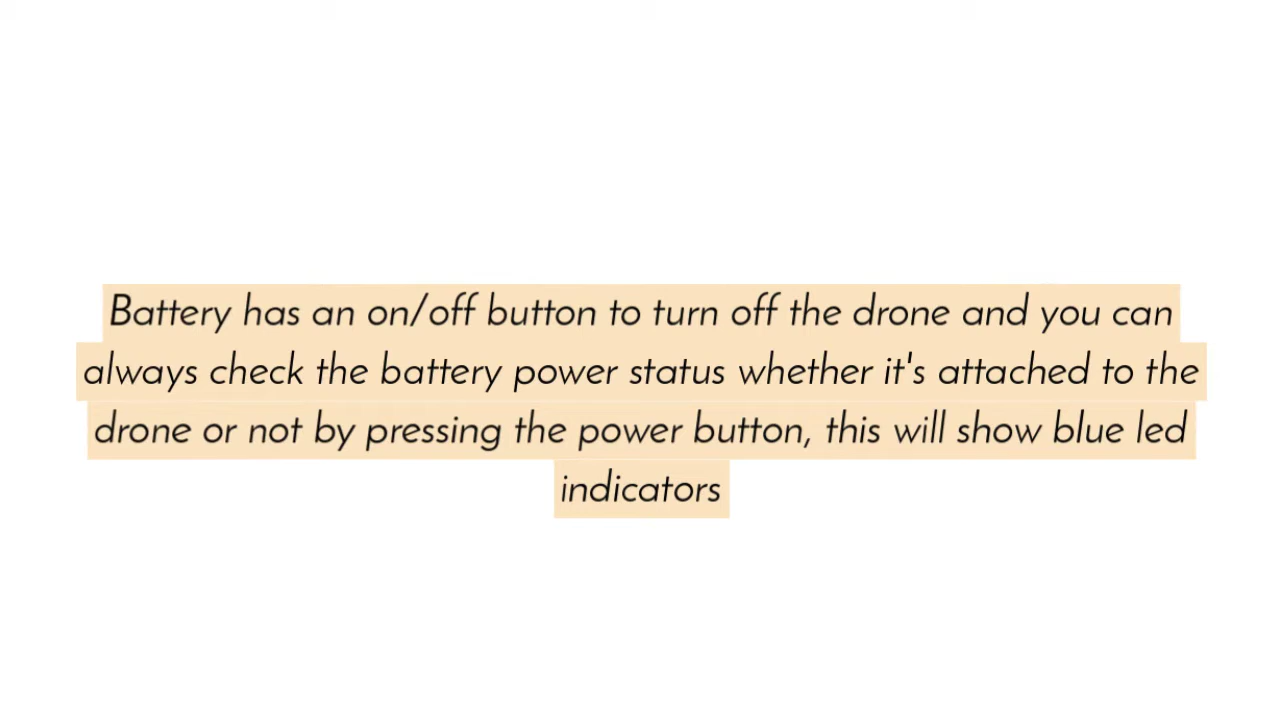 Battery has an on/off button to turn off the drone and you can
always check the battery power status whether it's attached to the
drone or not by pressing the power button, this will show blue led
indicators